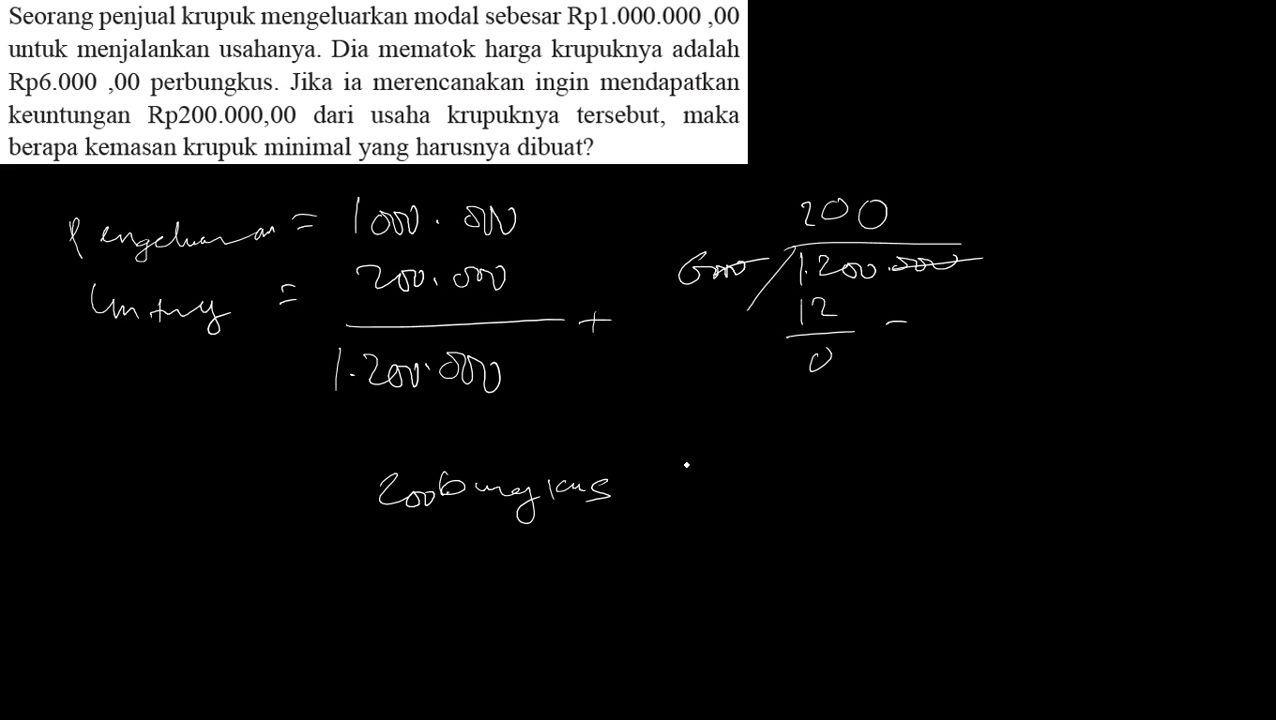 Seorang penjual krupuk mengeluarkan modal sebesar Rp1.000.000 ,00
untuk menjalankan usahanya. Dia mematok harga krupuknya adalah
Rp6.000 ,00 perbungkus. Jika ia merencanakan ingin mendapatkan
keuntungan Rp200.000,00 dari usaha krupuknya tersebut, maka
berapa kemasan krupuk minimal yang harusnya dibuat?
Pengeluaran = 1000.000
Untung = 200.000
+
1.200.000
200
6000 / 1.200.000
12 -
0
200 bungkus